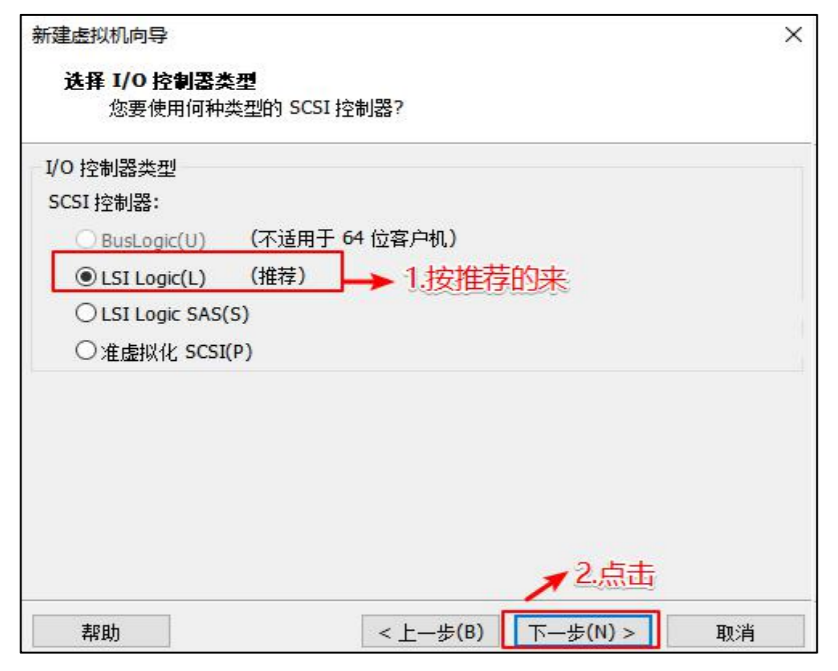 新建虚拟机向导
选择 I/O 控制器类型
您要使用何种类型的 SCSI 控制器?
I/O 控制器类型
SCSI 控制器:
BusLogic(U) (不适用于 64 位客户机)
LSI Logic(L) (推荐) 1.按推荐的来
LSI Logic SAS(S)
准虚拟化 SCSI(P)
2.点击
帮助 < 上一步(B) 下一步(N) > 取消